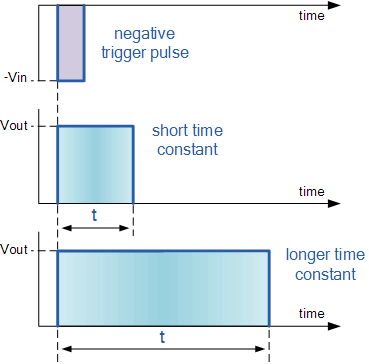 time
negative
trigger pulse
-Vin
Vout
short time
constant
time
t
Vout
longer time
constant
time
t